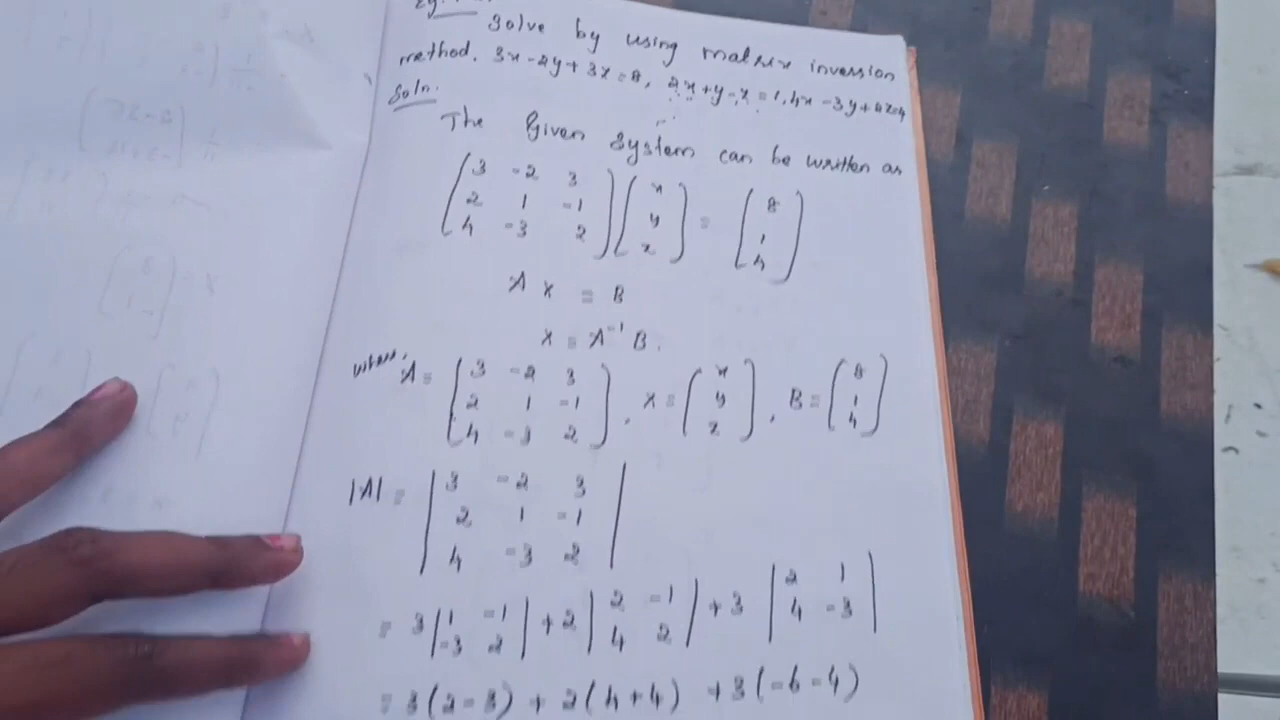 Solve by using matrix inversion
method. 3x-2y+3z=8, 2x+y-z=1, 4x-3y+2z=4
Soln.
The given system can be written as
(3 -2 3 (x = (8
2 1 -1 y 1
4 -3 2) z) 4)
A X = B
X = A⁻¹ B.
where, A = (3 -2 3 , X = (x , B = (8
2 1 -1 y 1
4 -3 2) z) 4)
|A| = |3 -2 3
2 1 -1
4 -3 2|
= 3 |1 -1 + 2 |2 -1 + 3 |2 1
-3 2| 4 2| 4 -3|
= 3(2-3) + 2(4+4) + 3(-6-4)